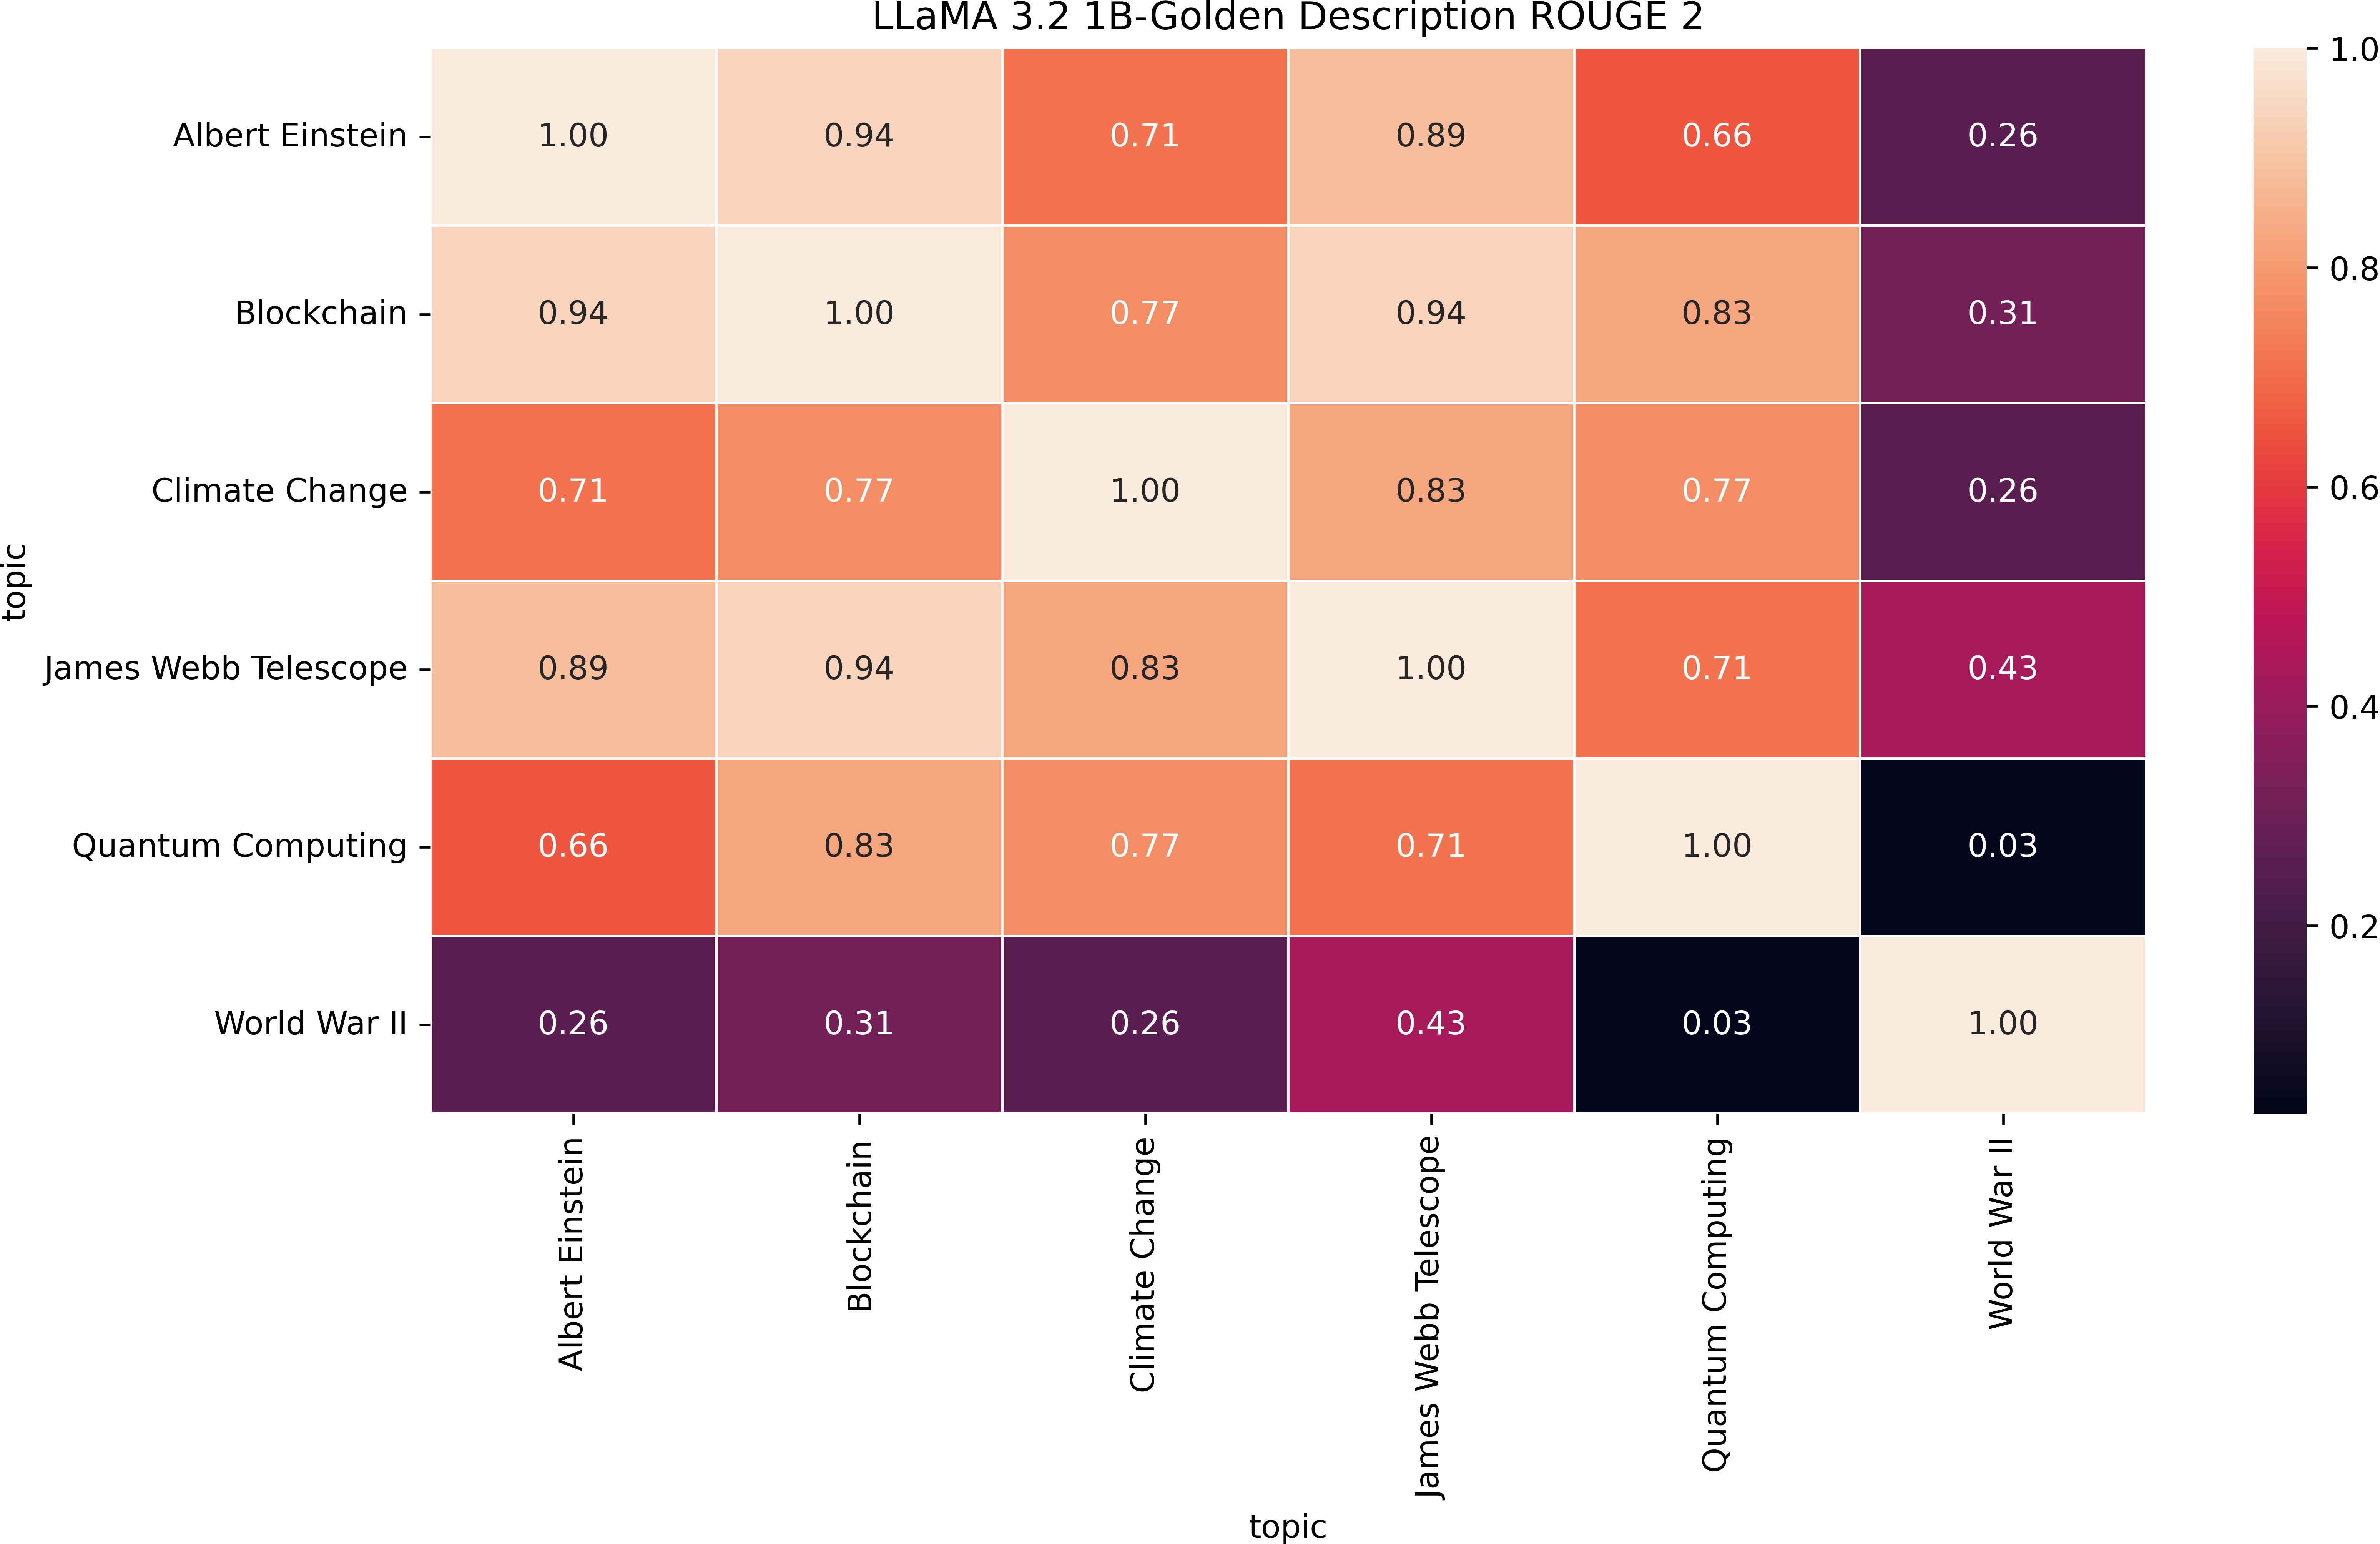 LLaMA 3.2 1B-Golden Description ROUGE 2
Albert Einstein 1.00 0.94 0.71 0.89 0.66 0.26
Blockchain 0.94 1.00 0.77 0.94 0.83 0.31
Climate Change 0.71 0.77 1.00 0.83 0.77 0.26
James Webb Telescope 0.89 0.94 0.83 1.00 0.71 0.43
Quantum Computing 0.66 0.83 0.77 0.71 1.00 0.03
World War II 0.26 0.31 0.26 0.43 0.03 1.00
topic
Albert Einstein
Blockchain
Climate Change
James Webb Telescope
Quantum Computing
World War II
topic
1.0
0.8
0.6
0.4
0.2